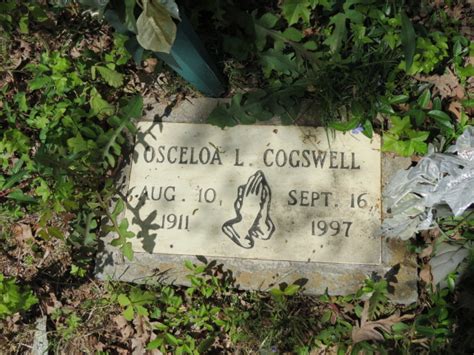 OSCELOA L. COGSWELL
AUG. 10, SEPT. 16,
1911 1997